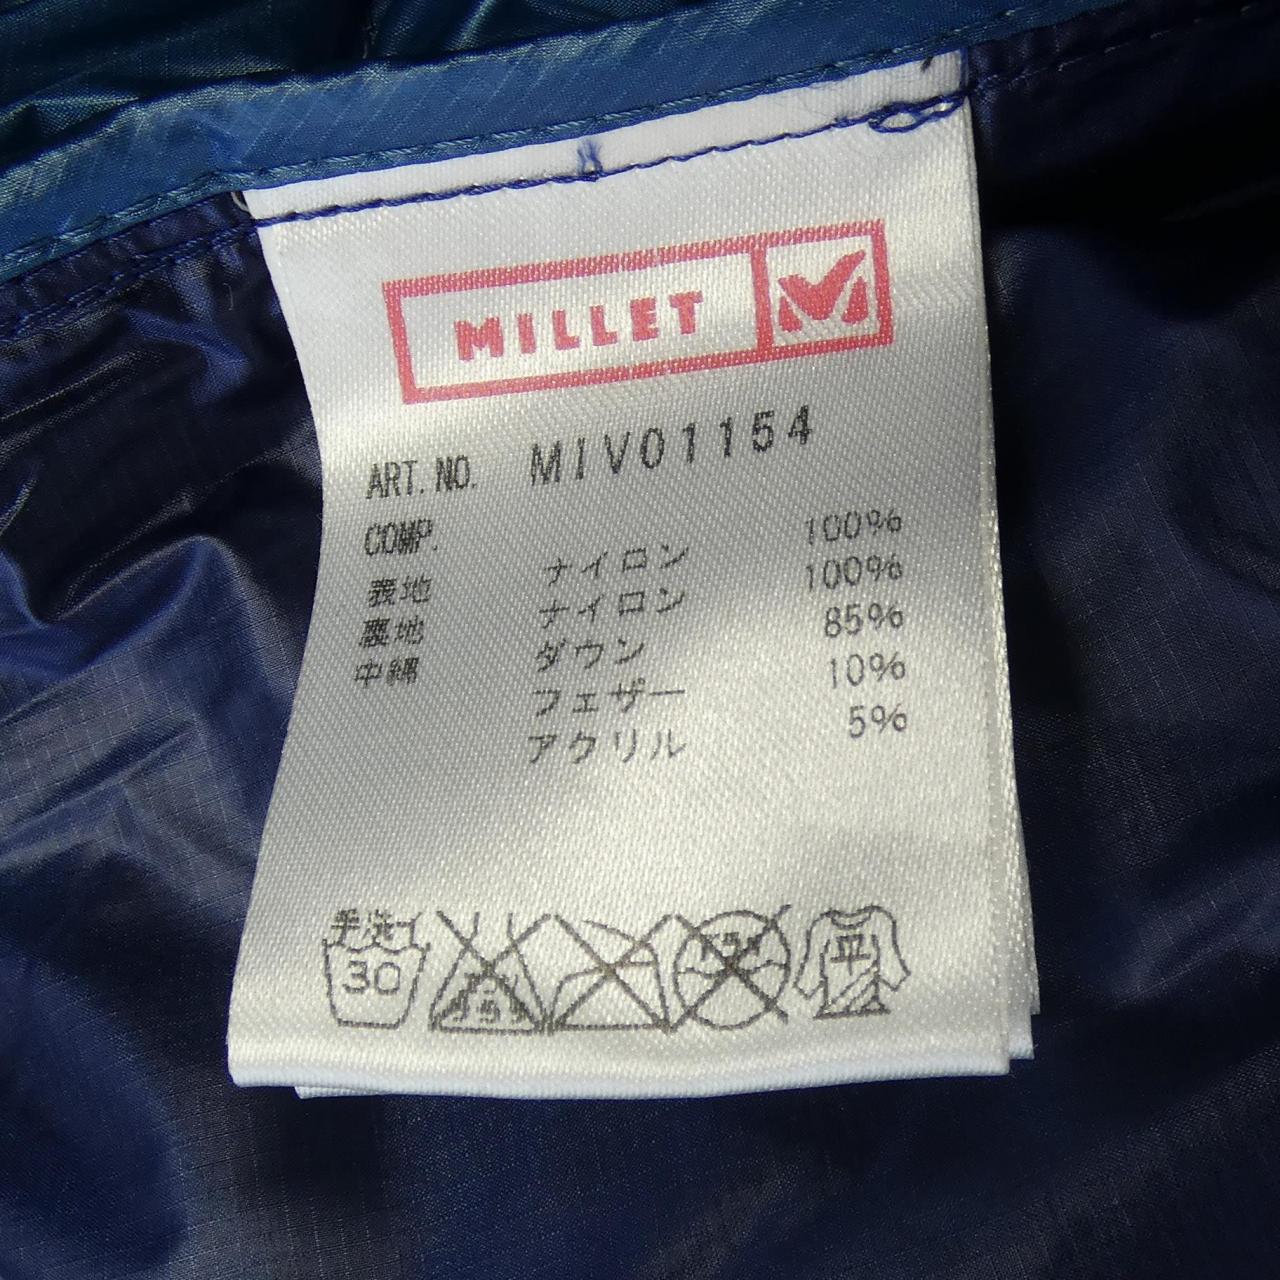 MILLET
ART. NO. MIV01154
COMP.
表地 ナイロン 100%
裏地 ナイロン 100%
中綿 ダウン 85%
フェザー 10%
アクリル 5%
手洗イ
30
平